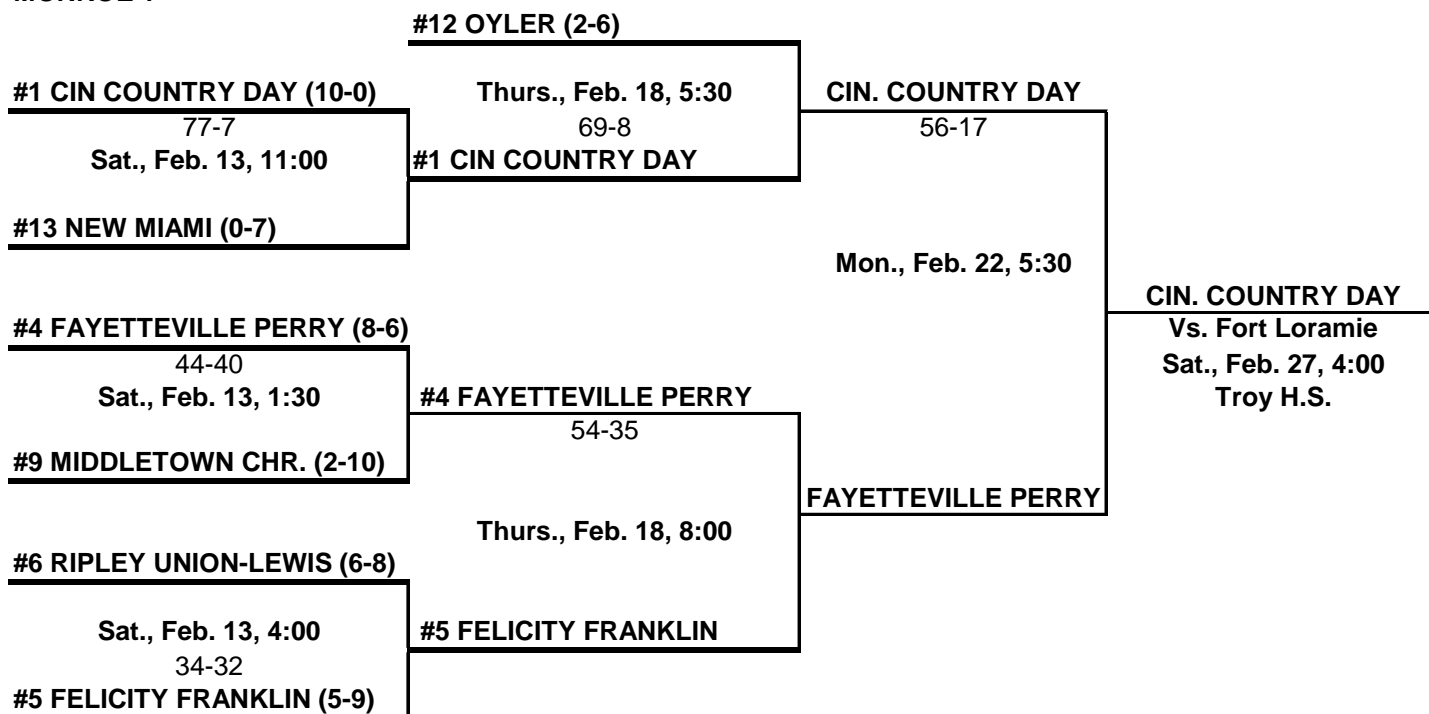 #12 OYLER (2-6)
#1 CIN COUNTRY DAY (10-0)
Thurs., Feb. 18, 5:30
CIN. COUNTRY DAY
77-7
69-8
56-17
Sat., Feb. 13, 11:00
#1 CIN COUNTRY DAY
#13 NEW MIAMI (0-7)
Mon., Feb. 22, 5:30
CIN. COUNTRY DAY
#4 FAYETTEVILLE PERRY (8-6)
Vs. Fort Loramie
44-40
Sat., Feb. 27, 4:00
Sat., Feb. 13, 1:30
#4 FAYETTEVILLE PERRY
Troy H.S.
54-35
#9 MIDDLETOWN CHR. (2-10)
FAYETTEVILLE PERRY
Thurs., Feb. 18, 8:00
#6 RIPLEY UNION-LEWIS (6-8)
Sat., Feb. 13, 4:00
#5 FELICITY FRANKLIN
34-32
#5 FELICITY FRANKLIN (5-9)